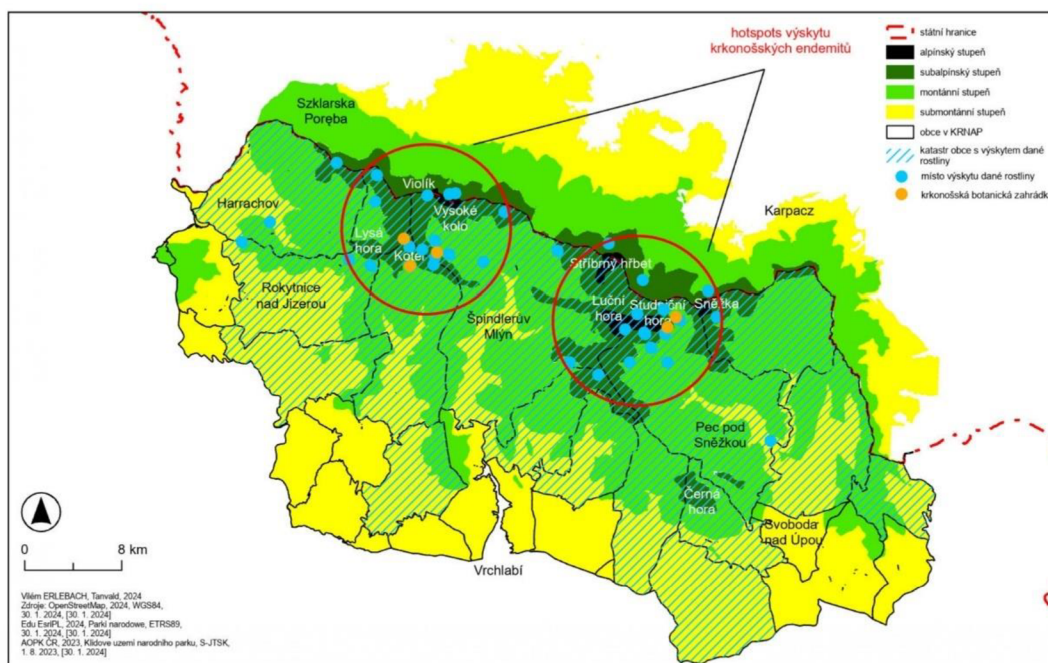 hotspots výskytu
krkonošských endemitů
státní hranice
alpínský stupeň
subalpínský stupeň
montánní stupeň
submontánní stupeň
obce v KRNAP
katastr obce s výskytem dané
rostliny
místo výskytu dané rostliny
krkonošská botanická zahrádk
Szklarska
Poręba
Violík
Vysoké
kolo
Harrachov
Lysá
hora
Kotel
Karpacz
Stříbrný hřbet
Luční
hora
Studniční
hora
Sněžka
Rokytnice
nad Jizerou
Špindlerův
Mlýn
Pec pod
Sněžkou
Černá
hora
Svoboda
nad Úpou
Vrchlabí
0 8 km
Vilém ERLEBACH, Tanvald, 2024
Zdroje: OpenStreetMap, 2024, WGS84,
30. 1. 2024, [30. 1. 2024]
Edu EsriPL, 2024, Parki narodowe, ETRS89,
30. 1. 2024, [30. 1. 2024]
AOPK ČR, 2023, Klidove uzemi narodniho park, S-JTSK,
1. 8. 2023, [30. 1. 2024]